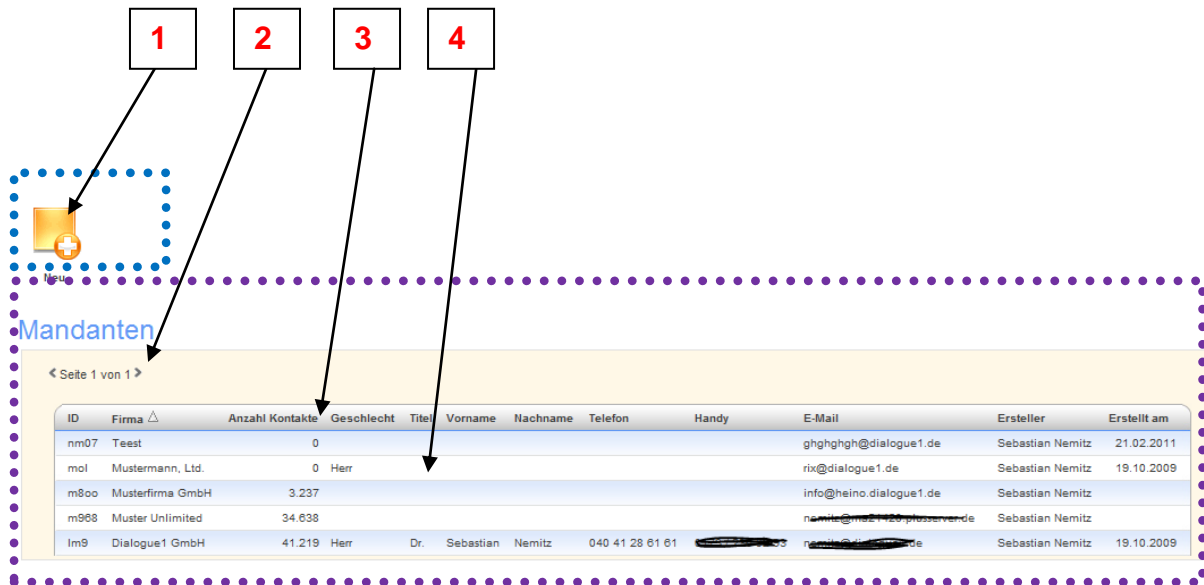 1 2 3 4
Neu
Mandanten
Seite 1 von 1
ID Firma Anzahl Kontakte Geschlecht Titel Vorname Nachname Telefon Handy E-Mail Ersteller Erstellt am
nm07 Teest 0 ghghghgh@dialogue1.de Sebastian Nemitz 21.02.2011
mol Mustermann, Ltd. 0 Herr rix@dialogue1.de Sebastian Nemitz 19.10.2009
m8oo Musterfirma GmbH 3.237 info@heino.dialogue1.de Sebastian Nemitz
m968 Muster Unlimited 34.638 Sebastian Nemitz
lm9 Dialogue1 GmbH 41.219 Herr Dr. Sebastian Nemitz 040 41 28 61 61 Sebastian Nemitz 19.10.2009